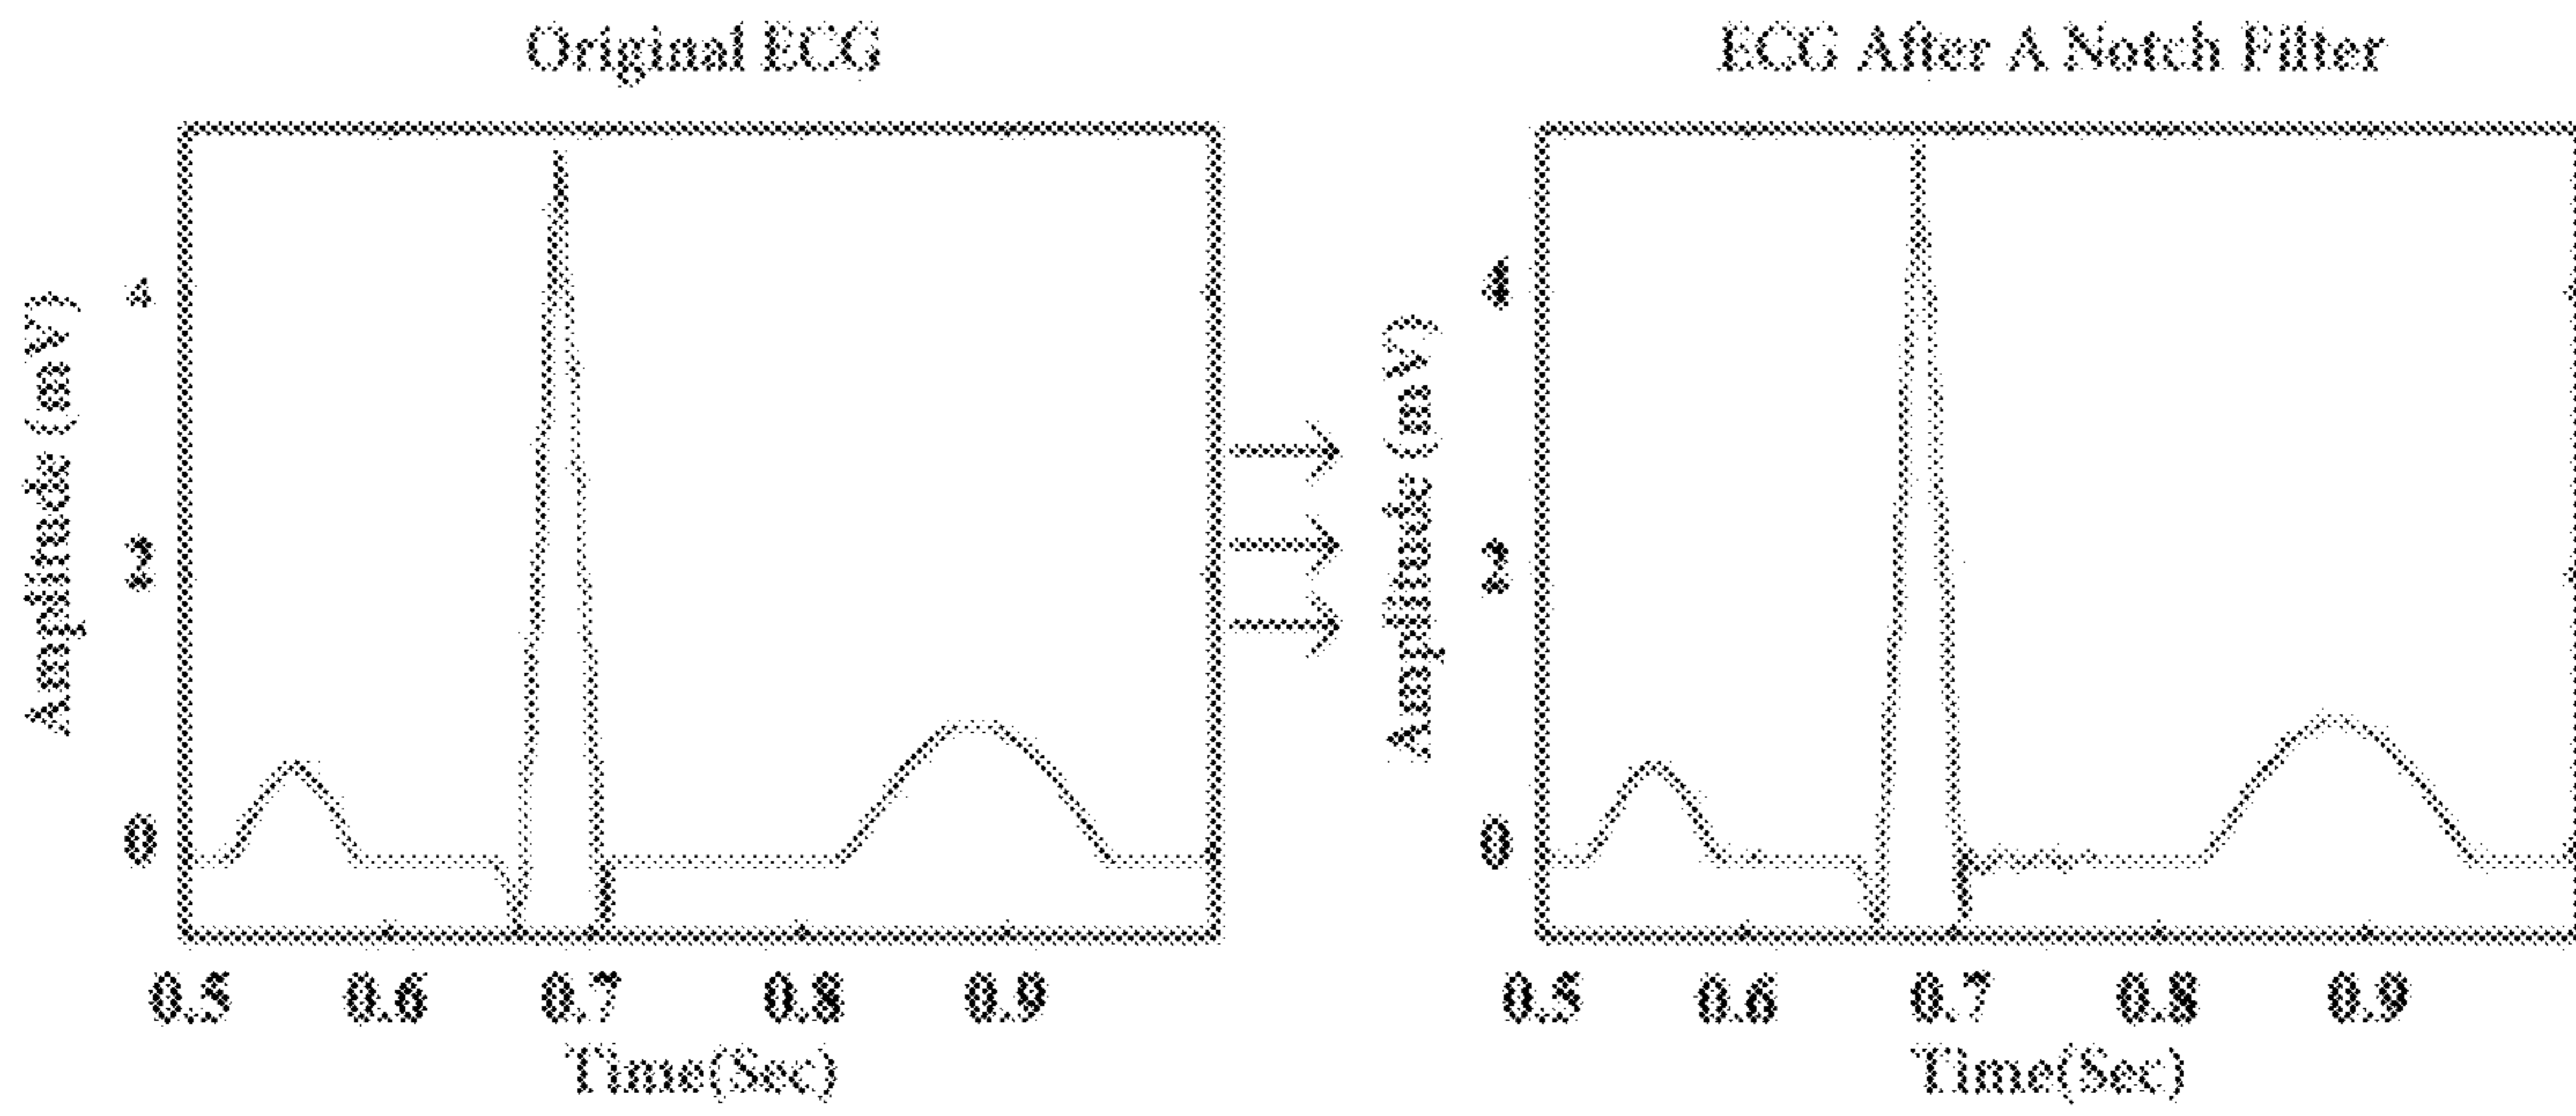 Original ECG
Amplitude (mV)
4
2
0
0.5 0.6 0.7 0.8 0.9
Time(Sec)
ECG After A Notch Filter
Amplitude (mV)
4
2
0
0.5 0.6 0.7 0.8 0.9
Time(Sec)